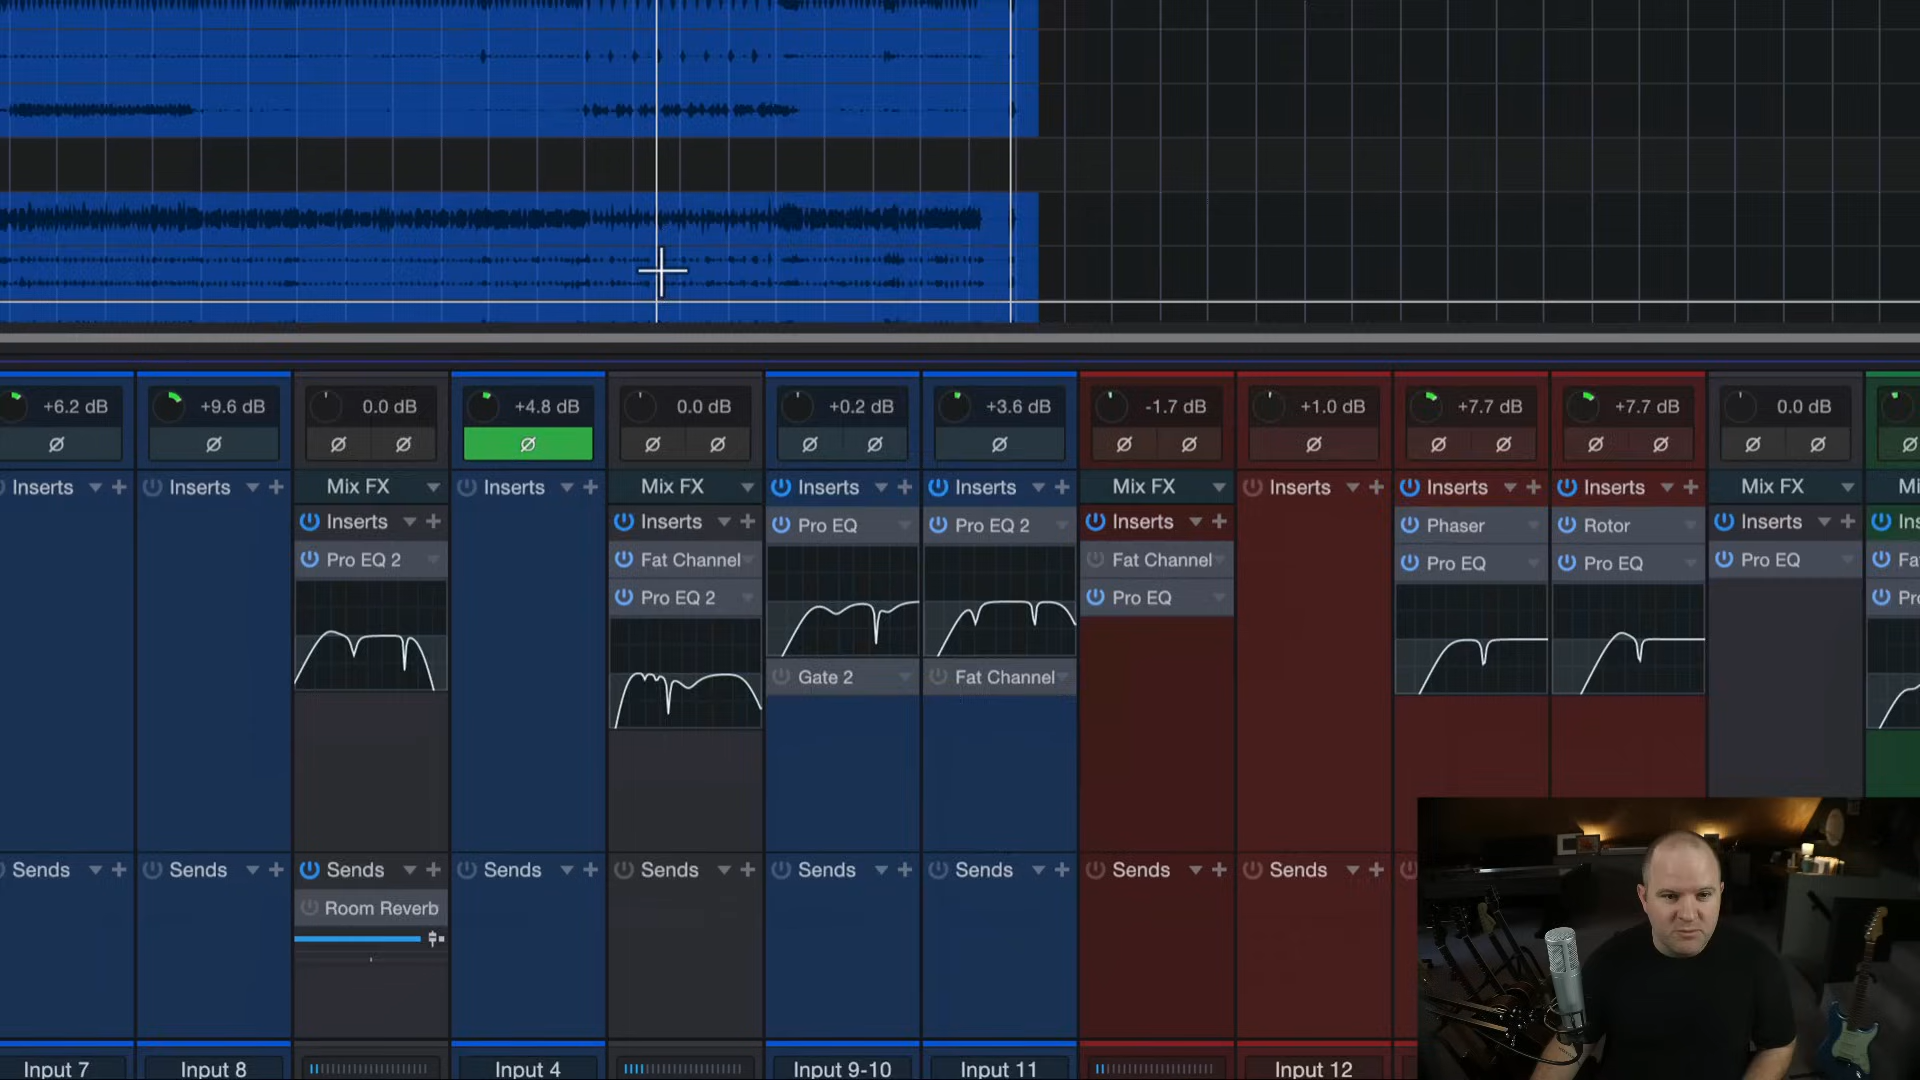 +6.2 dB +9.6 dB 0.0 dB +4.8 dB 0.0 dB +0.2 dB +3.6 dB -1.7 dB +1.0 dB +7.7 dB +7.7 dB 0.0 dB
Inserts Inserts Mix FX Inserts Mix FX Inserts Inserts Mix FX Inserts Inserts Inserts Mix FX
Inserts Inserts Inserts Inserts
Pro EQ Pro EQ 2 Phaser Rotor
Pro EQ 2 Fat Channel Fat Channel Pro EQ Pro EQ Pro EQ
Pro EQ 2 Pro EQ
Gate 2 Fat Channel
Sends Sends Sends Sends Sends Sends Sends Sends Sends
Room Reverb
Input 7 Input 8 Input 4 Input 9-10 Input 11 Input 12